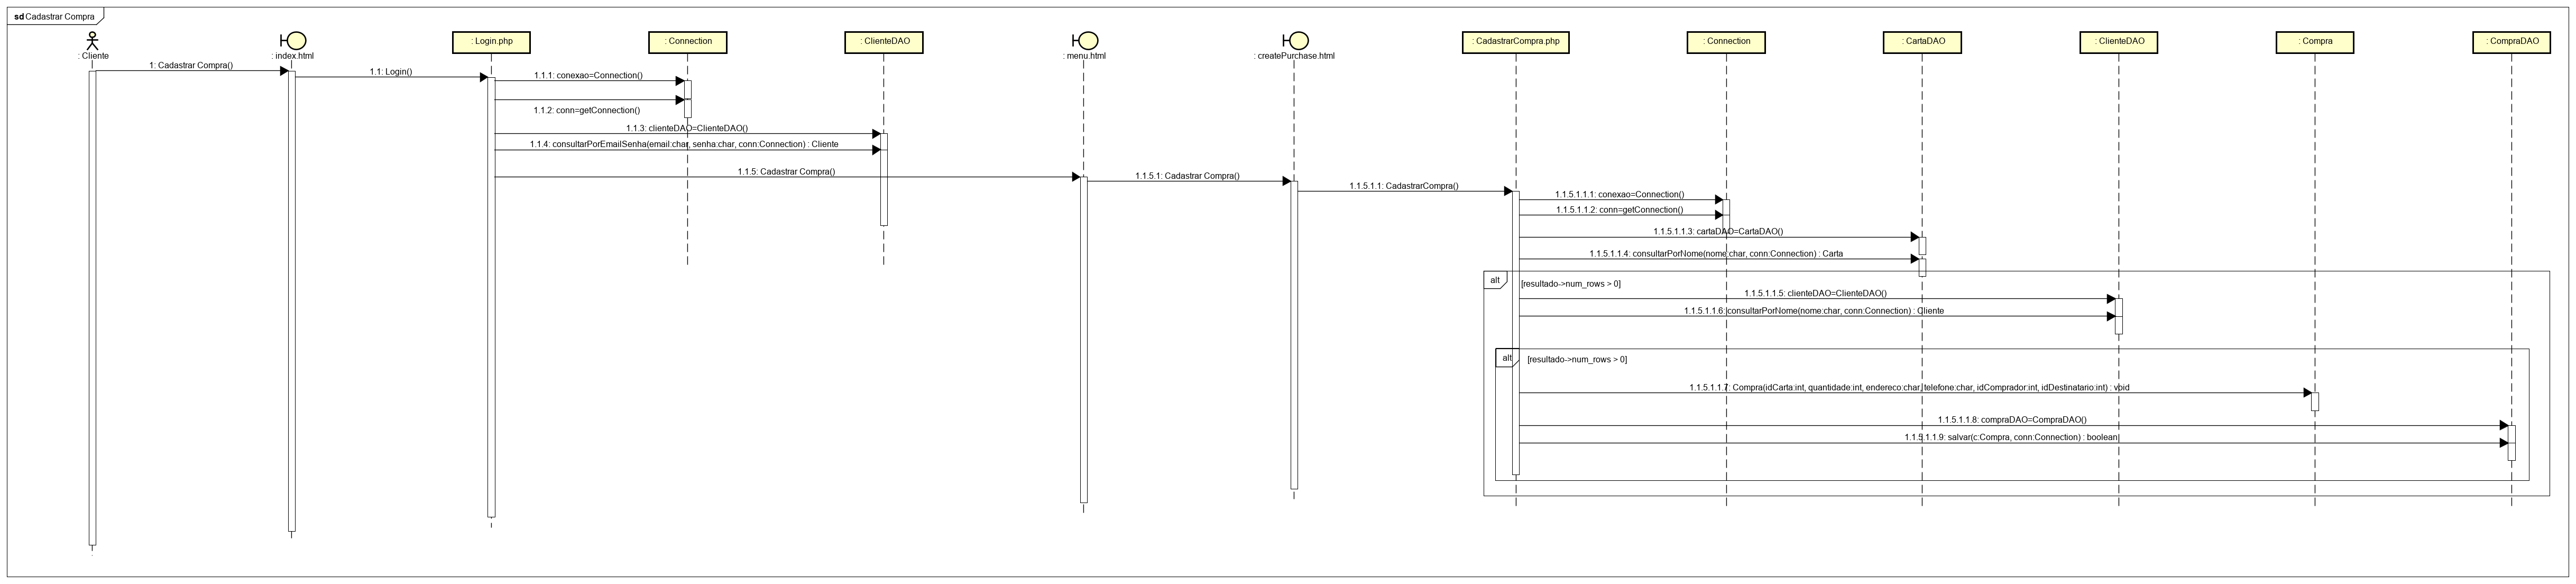 sd Cadastrar Compra
: Cliente
: index.html
: Login.php
: Connection
: ClienteDAO
: menu.html
: createPurchase.html
: CadastrarCompra.php
: Connection
: CartaDAO
: ClienteDAO
: Compra
: CompraDAO
1: Cadastrar Compra()
1.1: Login()
1.1.1: conexao=Connection()
1.1.2: conn=getConnection()
1.1.3: clienteDAO=ClienteDAO()
1.1.4: consultarPorEmailSenha(email:char, senha:char, conn:Connection) : Cliente
1.1.5: Cadastrar Compra()
1.1.5.1: Cadastrar Compra()
1.1.5.1.1: CadastrarCompra()
1.1.5.1.1.1: conexao=Connection()
1.1.5.1.1.2: conn=getConnection()
1.1.5.1.1.3: cartaDAO=CartaDAO()
1.1.5.1.1.4: consultarPorNome(nome:char, conn:Connection) : Carta
alt
[resultado->num_rows > 0]
1.1.5.1.1.5: clienteDAO=ClienteDAO()
1.1.5.1.1.6: consultarPorNome(nome:char, conn:Connection) : Cliente
alt
[resultado->num_rows > 0]
1.1.5.1.1.7: Compra(idCarta:int, quantidade:int, endereco:char, telefone:char, idComprador:int, idDestinatario:int) : void
1.1.5.1.1.8: compraDAO=CompraDAO()
1.1.5.1.1.9: salvar(c:Compra, conn:Connection) : boolean